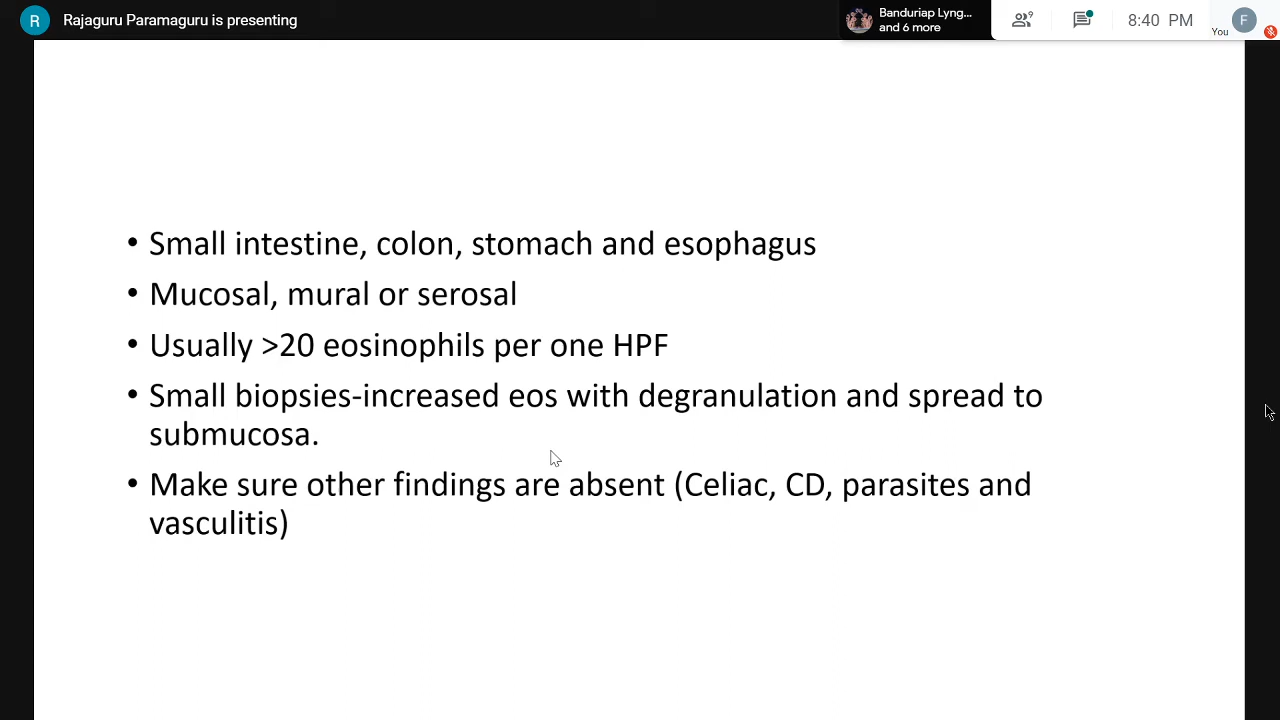 R Rajaguru Paramaguru is presenting
Banduriap Lyng...
and 6 more
9
8:40 PM
You
F
• Small intestine, colon, stomach and esophagus
• Mucosal, mural or serosal
• Usually >20 eosinophils per one HPF
• Small biopsies-increased eos with degranulation and spread to
submucosa.
• Make sure other findings are absent (Celiac, CD, parasites and
vasculitis)